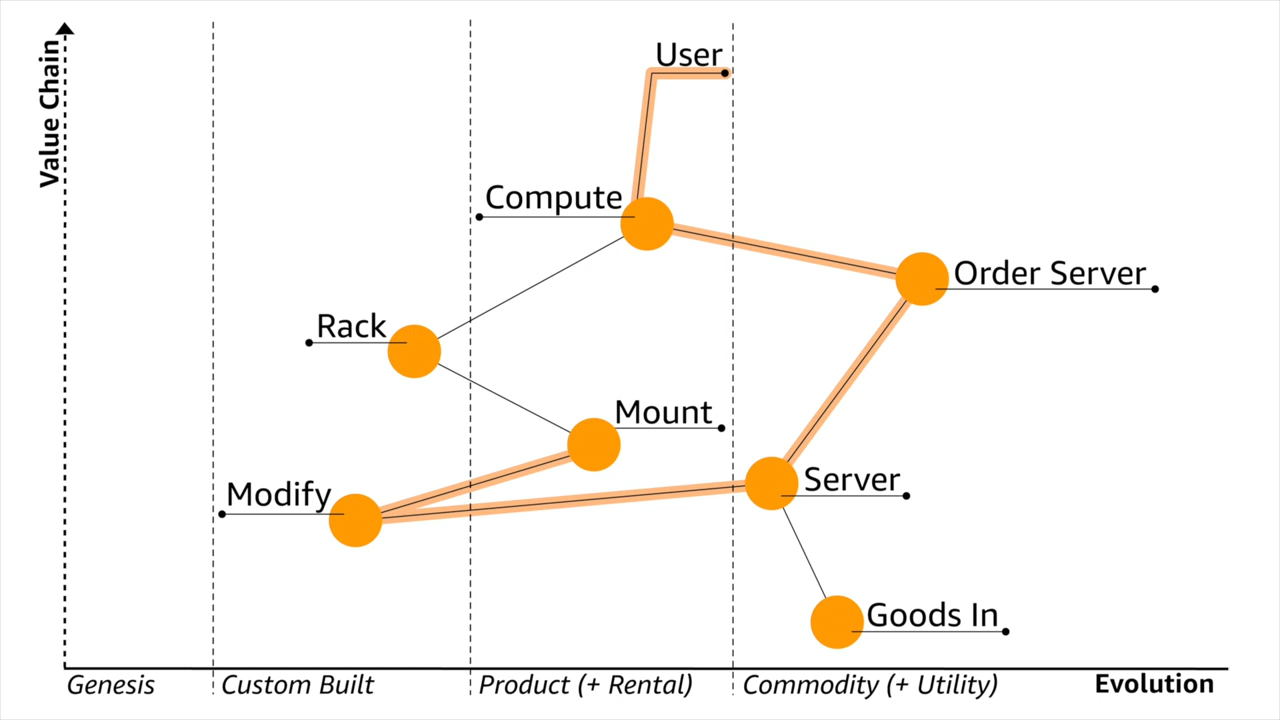 Value Chain
User
Compute
Order Server
Rack
Mount
Server
Modify
Goods In
Genesis
Custom Built
Product (+ Rental)
Commodity (+ Utility)
Evolution